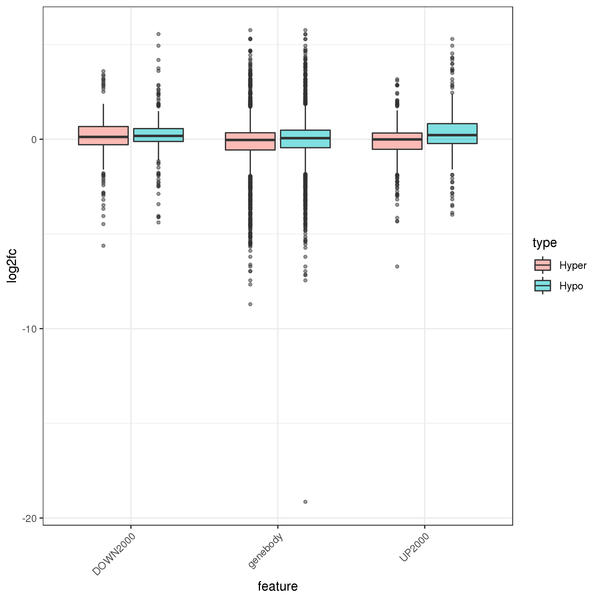 log2fc
0
-10
-20
DOWN2000
genebody
UP2000
feature
type
Hyper
Hypo